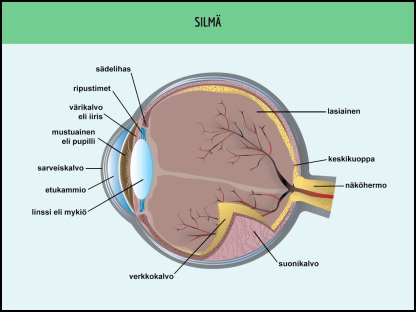 SILMÄ
sädelihas
ripustimet
värikalvo
eli iiris
mustuainen
eli pupilli
sarveiskalvo
etukammio
linssi eli mykiö
verkkokalvo
suonikalvo
näköhermo
keskikuoppa
lasiainen